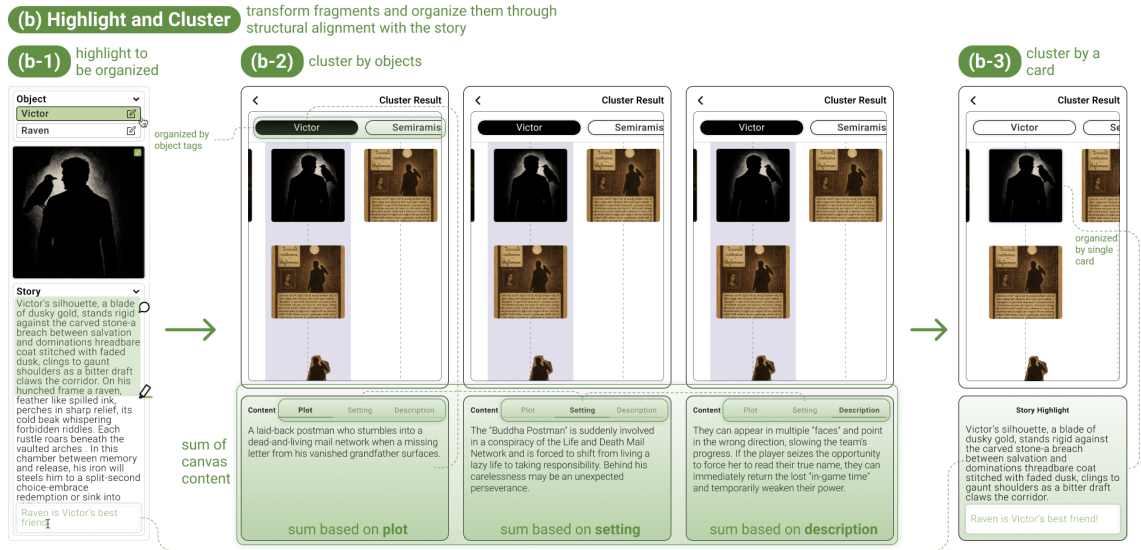 (b) Highlight and Cluster
transform fragments and organize them through
structural alignment with the story
(b-1)
highlight to
be organized
Object
Victor
Raven
organized by
object tags
Story
Victor's silhouette, a blade
of dusky gold, stands rigid
against the carved stone-a
breach between salvation
and dominations hreadbare
coat stitched with faded
dusk, clings to gaunt
shoulders as a bitter draft
claws the corridor. On his
hunched frame a raven,
feather like spilled ink,
perches in sharp relief, its
cold beak whispering
forbidden riddles. Each
rustle roars beneath the
vaulted arches . In this
chamber between memory
and release, his iron will
steels him to a split-second
choice-embrace
redemption or sink into
Raven is Victor's best
friend
(b-2)
cluster by objects
Cluster Result
Victor
Semiramis
Content
Plot
Setting
Description
A laid-back postman who stumbles into a
dead-and-living mail network when a missing
letter from his vanished grandfather surfaces.
sum based on plot
Cluster Result
Victor
Semiramis
Content
Plot
Setting
Description
The "Buddha Postman" is suddenly involved
in a conspiracy of the Life and Death Mail
Network and is forced to shift from living a
lazy life to taking responsibility. Behind his
carelessness may be an unexpected
perseverance.
sum based on setting
Cluster Result
Victor
Semiramis
Content
Plot
Setting
Description
They can appear in multiple "faces" and point
in the wrong direction, slowing the team's
progress. If the player seizes the opportunity
to force her to read their true name, they can
immediately return the lost "in-game time"
and temporarily weaken their power.
sum based on description
sum of
canvas
content
(b-3)
cluster by a
card
Cluster Result
Victor
Se
organized
by single
card
Story Highlight
Victor's silhouette, a blade of
dusky gold, stands rigid against
the carved stone-a breach
between salvation and
dominations threadbare coat
stitched with faded dusk, clings to
gaunt shoulders as a bitter draft
claws the corridor.
Raven is Victor's best friend!